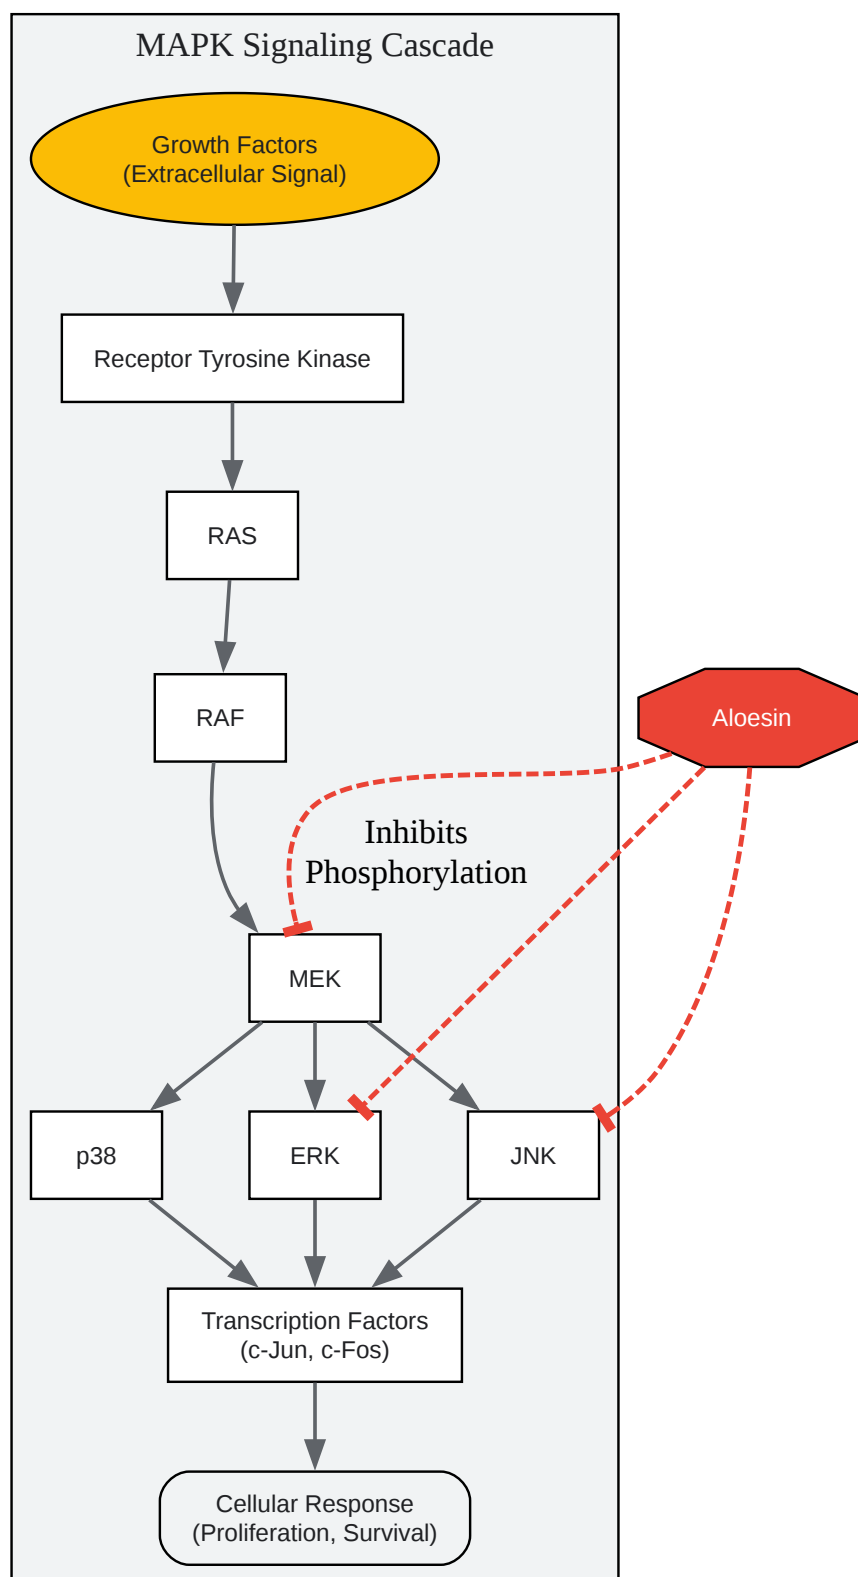 MAPK Signaling Cascade
Growth Factors
(Extracellular Signal)
Receptor Tyrosine Kinase
RAS
RAF
Aloesin
Inhibits
Phosphorylation
MEK
p38
ERK
JNK
Transcription Factors
(c-Jun, c-Fos)
Cellular Response
(Proliferation, Survival)